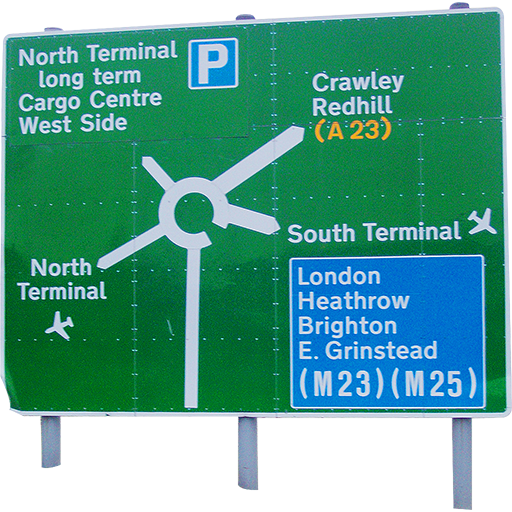 North Terminal
long term
Cargo Centre
West Side
P
Crawley
Redhill
(A 23)
South Terminal
North
Terminal
London
Heathrow
Brighton
E. Grinstead
(M 23) (M 25)